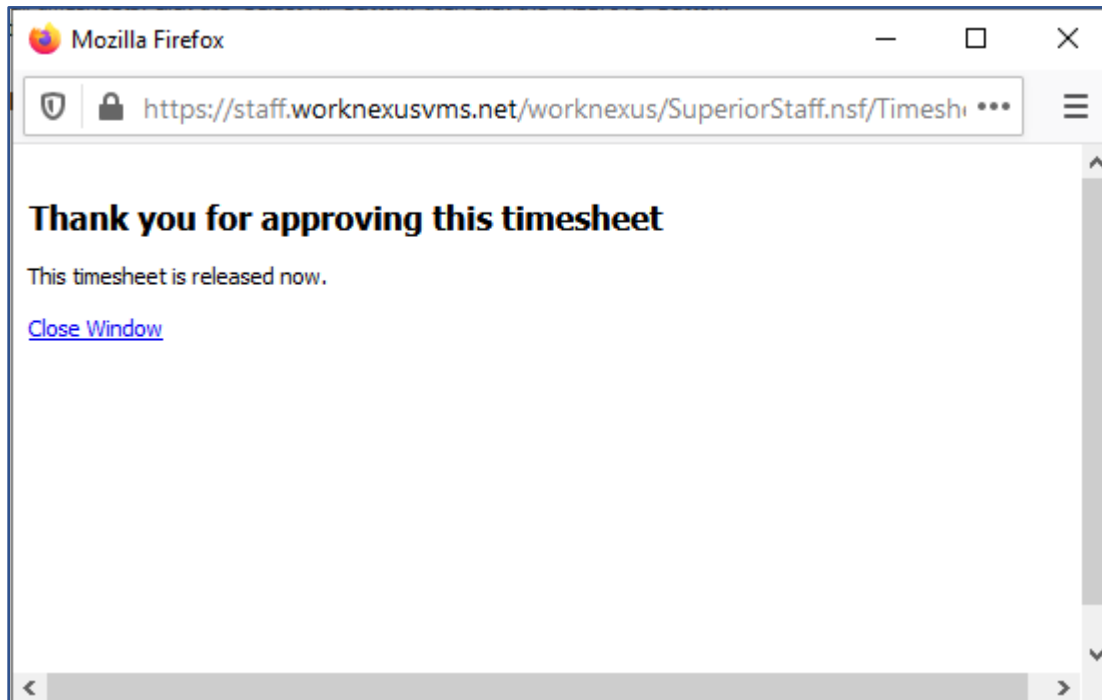 Mozilla Firefox
https://staff.worknexusvms.net/worknexus/SuperiorStaff.nsf/Timesh
Thank you for approving this timesheet
This timesheet is released now.
Close Window